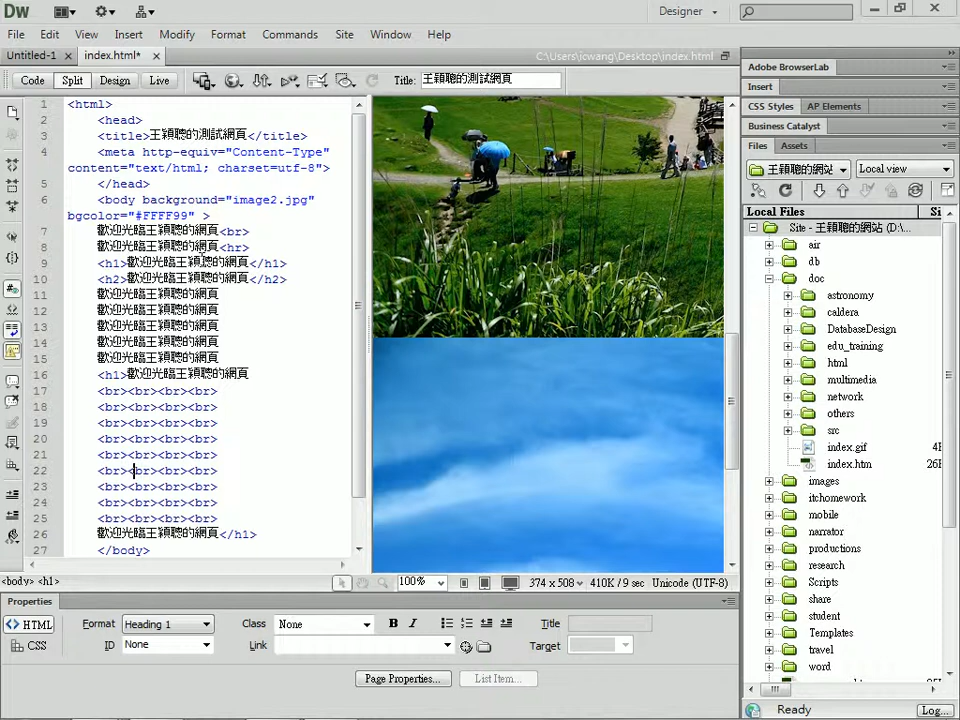 Dw
Designer
File Edit View Insert Modify Format Commands Site Window Help
Untitled-1 × index.html* × C:\Users\jcwang\Desktop\index.html
Code Split Design Live Title: 王穎聰的測試網頁
1 <html>
2 <head>
3 <title>王穎聰的測試網頁</title>
4 <meta http-equiv="Content-Type"
content="text/html; charset=utf-8">
5 </head>
6 <body background="image2.jpg"
bgcolor="#FFFF99" >
7 歡迎光臨王穎聰的網頁<br>
8 歡迎光臨王穎聰的網頁<hr>
9 <h1>歡迎光臨王穎聰的網頁</h1>
10 <h2>歡迎光臨王穎聰的網頁</h2>
11 歡迎光臨王穎聰的網頁
12 歡迎光臨王穎聰的網頁
13 歡迎光臨王穎聰的網頁
14 歡迎光臨王穎聰的網頁
15 歡迎光臨王穎聰的網頁
16 <h1>歡迎光臨王穎聰的網頁
17 <br><br><br><br>
18 <br><br><br><br>
19 <br><br><br><br>
20 <br><br><br><br>
21 <br><br><br><br>
22 <br><br><br><br>
23 <br><br><br><br>
24 <br><br><br><br>
25 <br><br><br><br>
26 歡迎光臨王穎聰的網頁</h1>
27 </body>
<body> <h1> 100% 374 x 508 410K / 9 sec Unicode (UTF-8)
Properties
HTML Format Heading 1 Class None B I Title
CSS ID None Link Target
Page Properties... List Item...
Adobe BrowserLab
Insert
CSS Styles AP Elements
Business Catalyst
Files Assets
王穎聰的網站 Local view
Local Files Si
Site - 王穎聰的網站 (D:\...
air
db
doc
astronomy
caldera
DatabaseDesign
edu_training
html
multimedia
network
others
src
index.gif 4
index.htm 26
images
itchomework
mobile
narrator
productions
research
Scripts
share
student
Templates
travel
word
Ready Log...